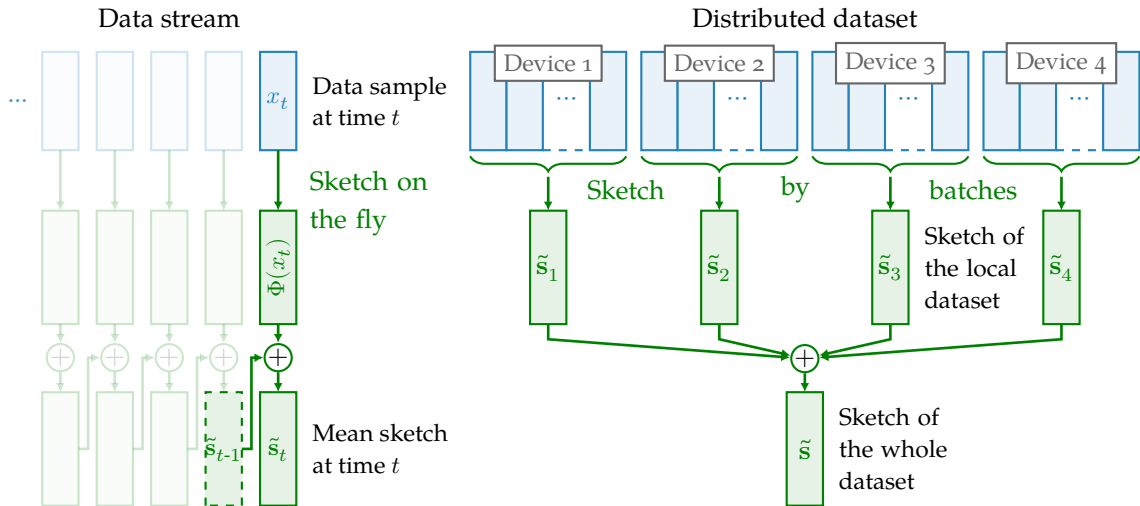 Data stream
...
x_t
Data sample
at time t
Sketch on
the fly
Φ(x_t)
+ + + + +
s̃_{t-1}
s̃_t
Mean sketch
at time t
Distributed dataset
Device 1 Device 2 Device 3 Device 4
... ... ... ...
Sketch by batches
s̃_1 s̃_2 s̃_3 s̃_4
Sketch of
the local
dataset
+
s̃
Sketch of
the whole
dataset